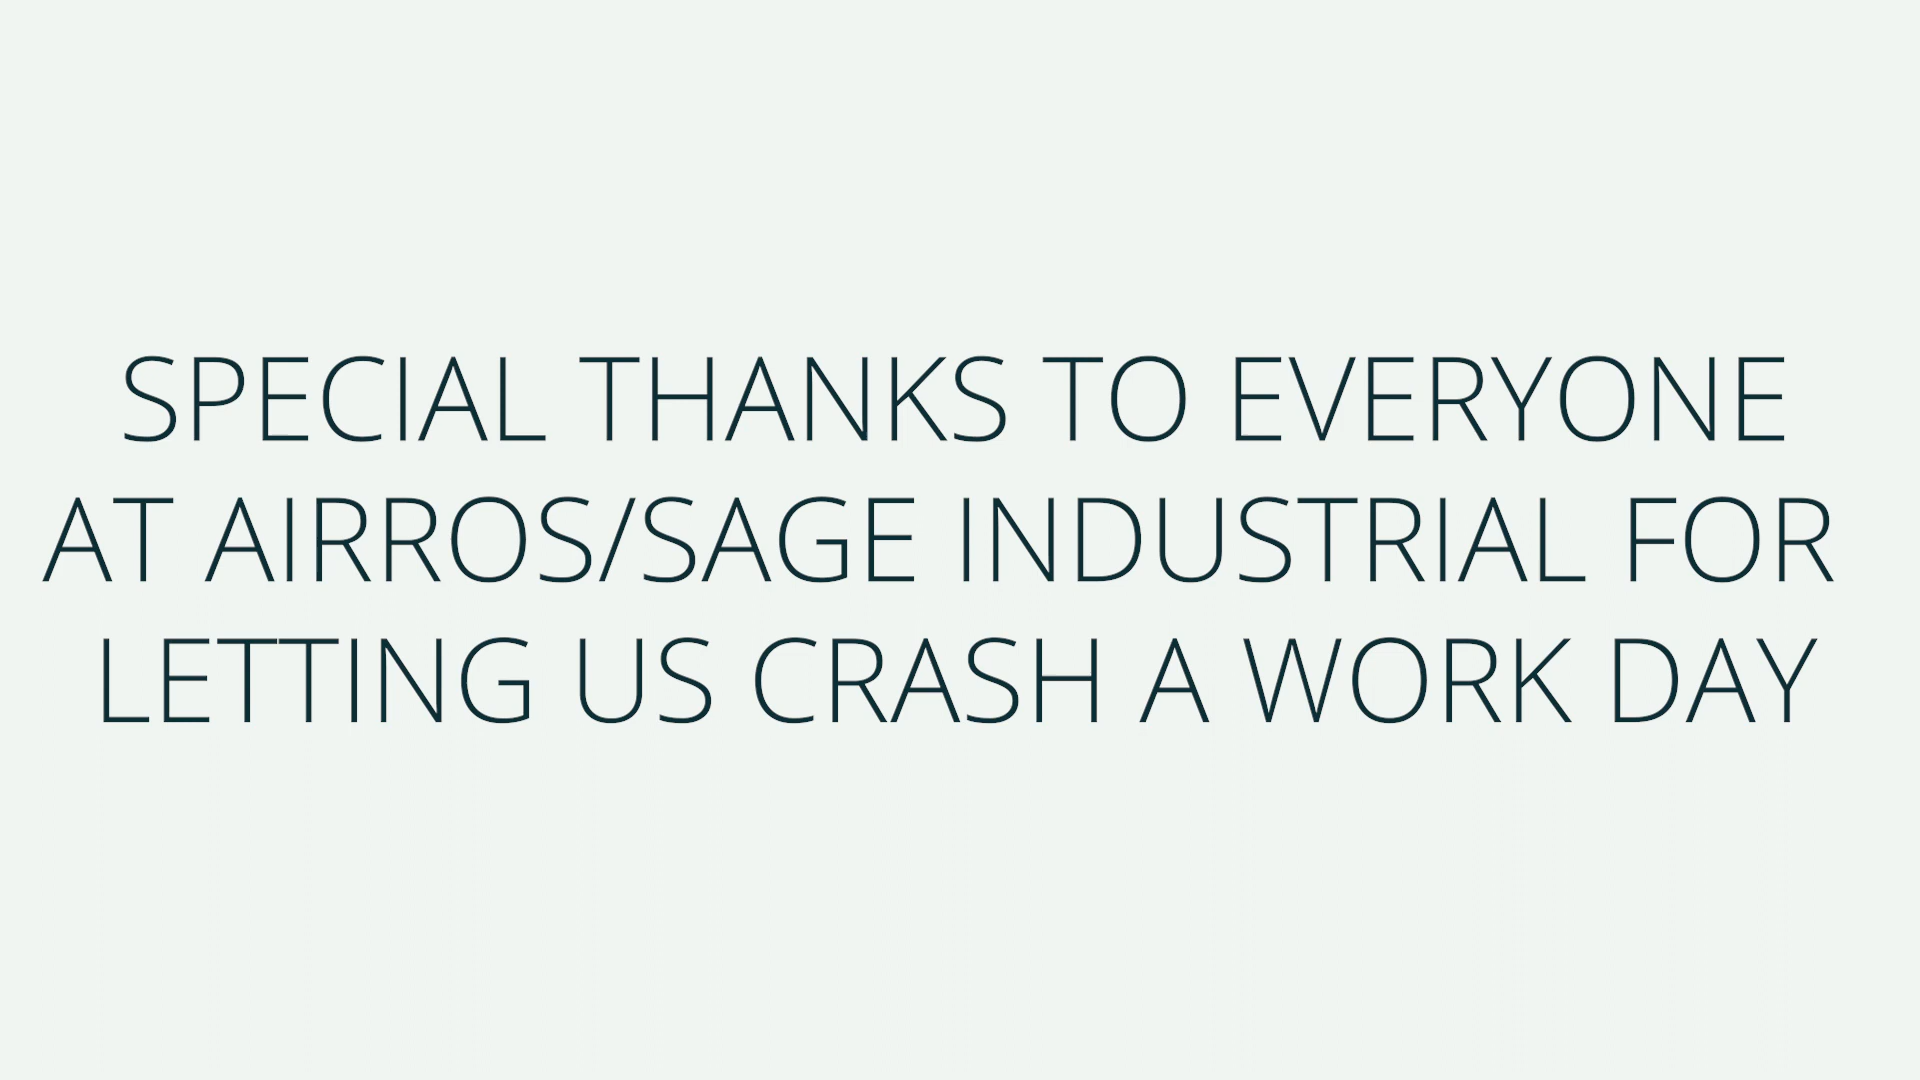 SPECIAL THANKS TO EVERYONE
AT AIRROS/SAGE INDUSTRIAL FOR
LETTING US CRASH A WORK DAY